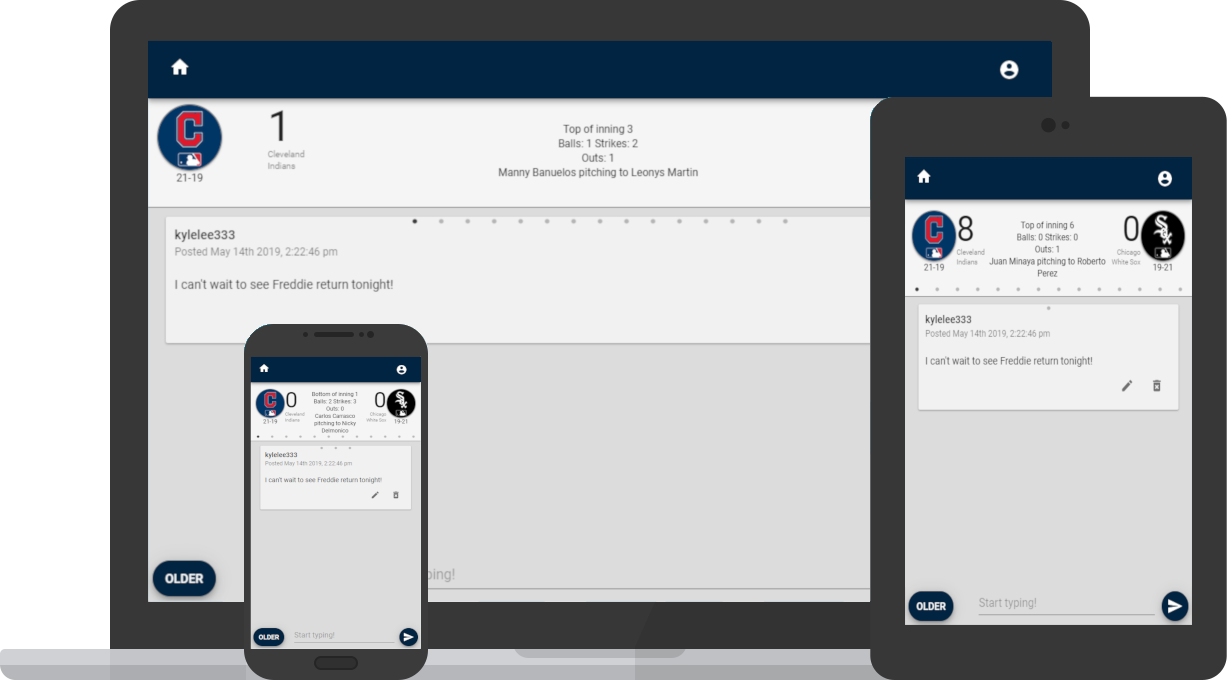 C
21-19
1
Cleveland
Indians
Top of inning 3
Balls: 1 Strikes: 2
Outs: 1
Manny Banuelos pitching to Leonys Martin
kylelee333
Posted May 14th 2019, 2:22:46 pm
I can't wait to see Freddie return tonight!
OLDER
ping!
C
21-19
0
Cleveland
Indians
Bottom of inning 1
Balls: 2 Strikes: 3
Outs: 0
Carlos Carrasco
pitching to Nicky
Delmonico
0
Chicago
White Sox
Sox
19-21
kylelee333
Posted May 14th 2019, 2:22:46 pm
I can't wait to see Freddie return tonight!
OLDER
Start typing!
C
21-19
8
Cleveland
Indians
Top of inning 6
Balls: 0 Strikes: 0
Outs: 1
Juan Minaya pitching to Roberto
Perez
0
Chicago
White Sox
Sox
19-21
kylelee333
Posted May 14th 2019, 2:22:46 pm
I can't wait to see Freddie return tonight!
OLDER
Start typing!